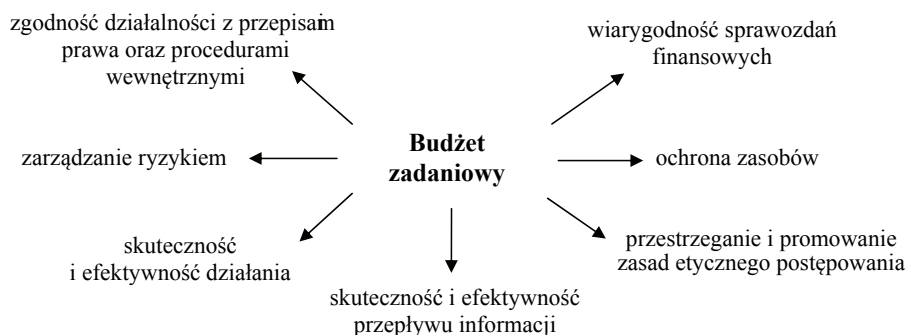 zgodność działalności z przepisam
prawa oraz procedurami
wewnętrznymi
wiarygodność sprawozdań
finansowych
Budżet
zadaniowy
zarządzanie ryzykiem
ochrona zasobów
skuteczność
i efektywność działania
przestrzeganie i promowanie
zasad etycznego postępowania
skuteczność i efektywność
przepływu informacji